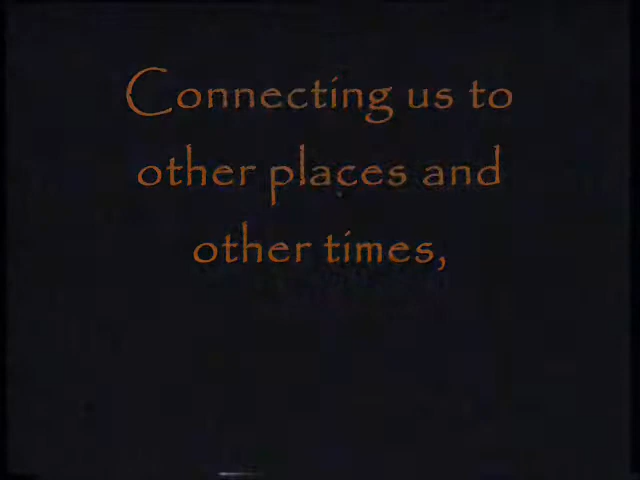 Connecting us to
other places and
other times,